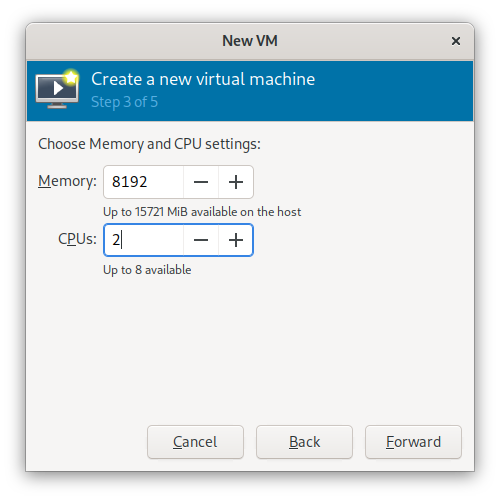 New VM
Create a new virtual machine
Step 3 of 5
Choose Memory and CPU settings:
Memory: 8192
Up to 15721 MiB available on the host
CPUs: 2
Up to 8 available
Cancel Back Forward